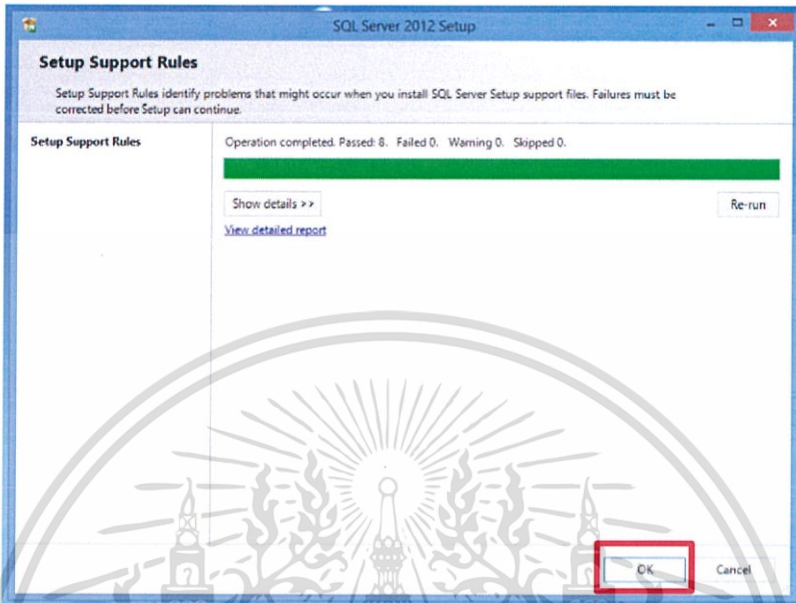 SQL Server 2012 Setup
Setup Support Rules
Setup Support Rules identify problems that might occur when you install SQL Server Setup support files. Failures must be
corrected before Setup can continue.
Setup Support Rules
Operation completed. Passed: 8. Failed 0. Warning 0. Skipped 0.
Show details >>
Re-run
View detailed report
OK
Cancel